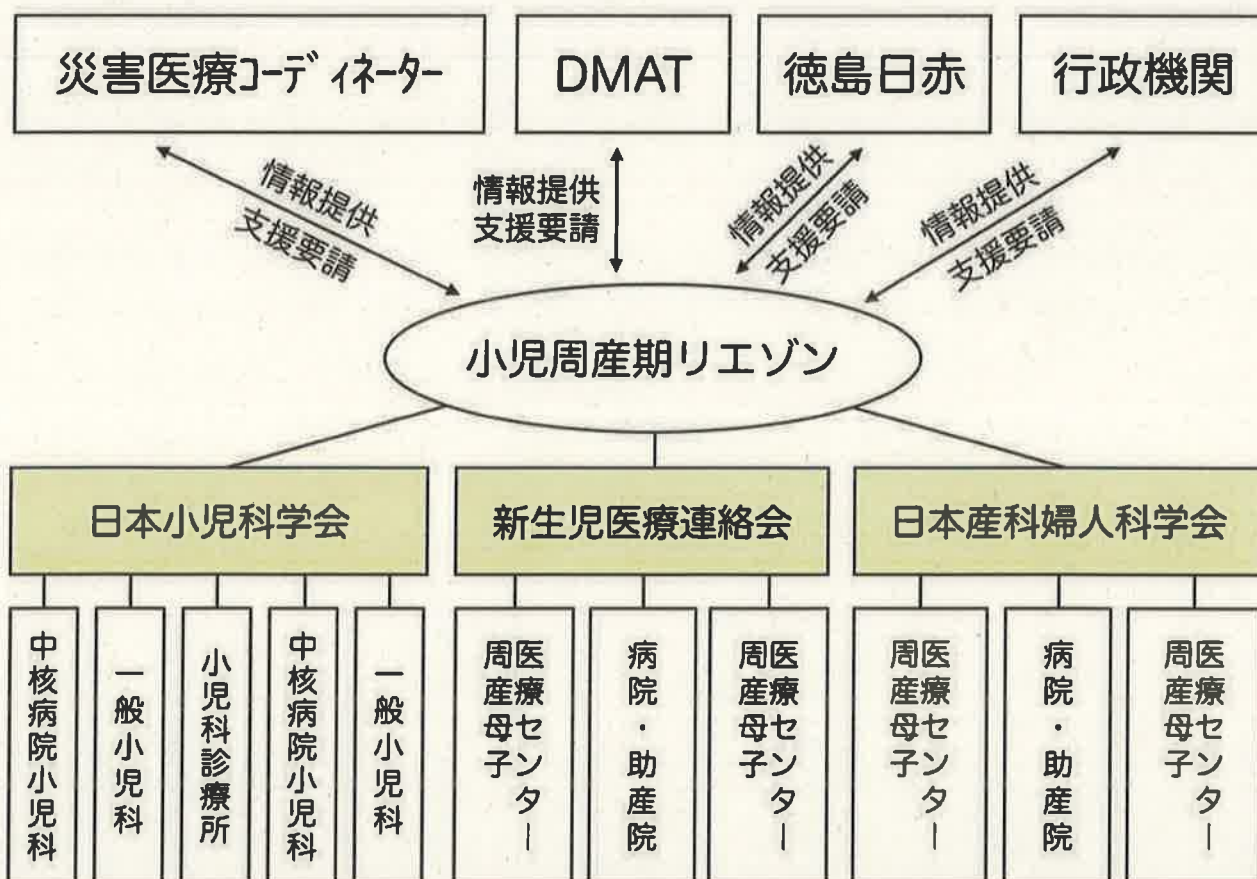 災害医療コーディネーター
DMAT
徳島日赤
行政機関
情報提供
支援要請
情報提供
支援要請
情報提供
支援要請
情報提供
支援要請
小児周産期リエゾン
日本小児科学会
新生児医療連絡会
日本産科婦人科学会
中核病院小児科
一般小児科
小児科診療所
中核病院小児科
一般小児科
周産母子
医療センター
病院・助産院
周産母子
医療センター
周産母子
医療センター
病院・助産院
周産母子
医療センター